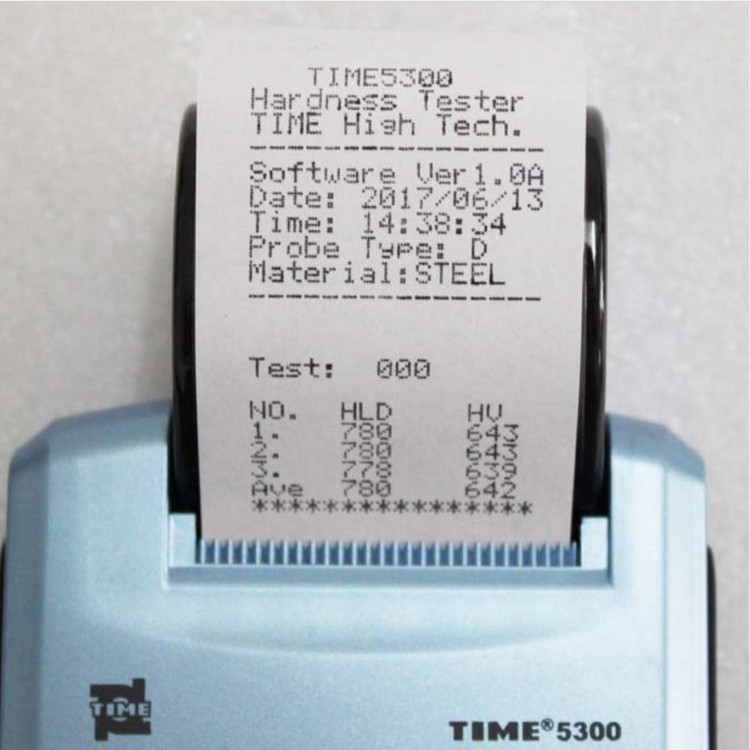 TIME5300
Hardness Tester
TIME High Tech.
----------------
Software Ver1.0A
Date: 2017/06/13
Time: 14:38:34
Probe Type: D
Material:STEEL
----------------
Test: 000
NO. HLD HV
1. 780 643
2. 780 643
3. 778 639
Ave 780 642
****************
TIME
TIME®5300